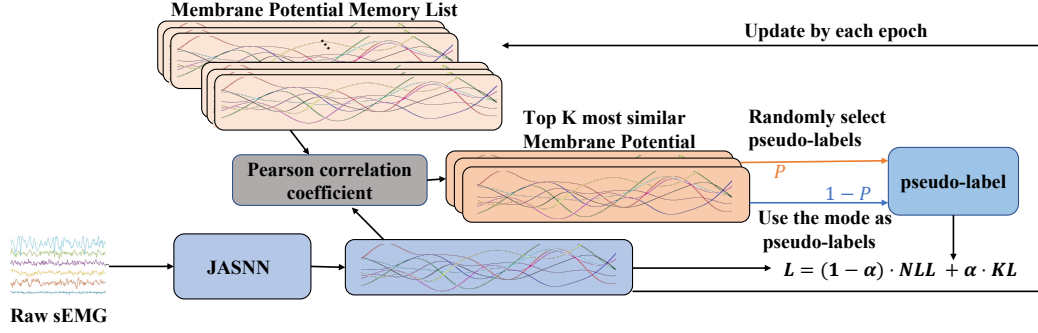 Membrane Potential Memory List
Update by each epoch
Top K most similar
Membrane Potential
Randomly select
pseudo-labels
Pearson correlation
coefficient
P
1 − P
pseudo-label
Use the mode as
pseudo-labels
JASNN
L = (1 − α) · NLL + α · KL
Raw sEMG